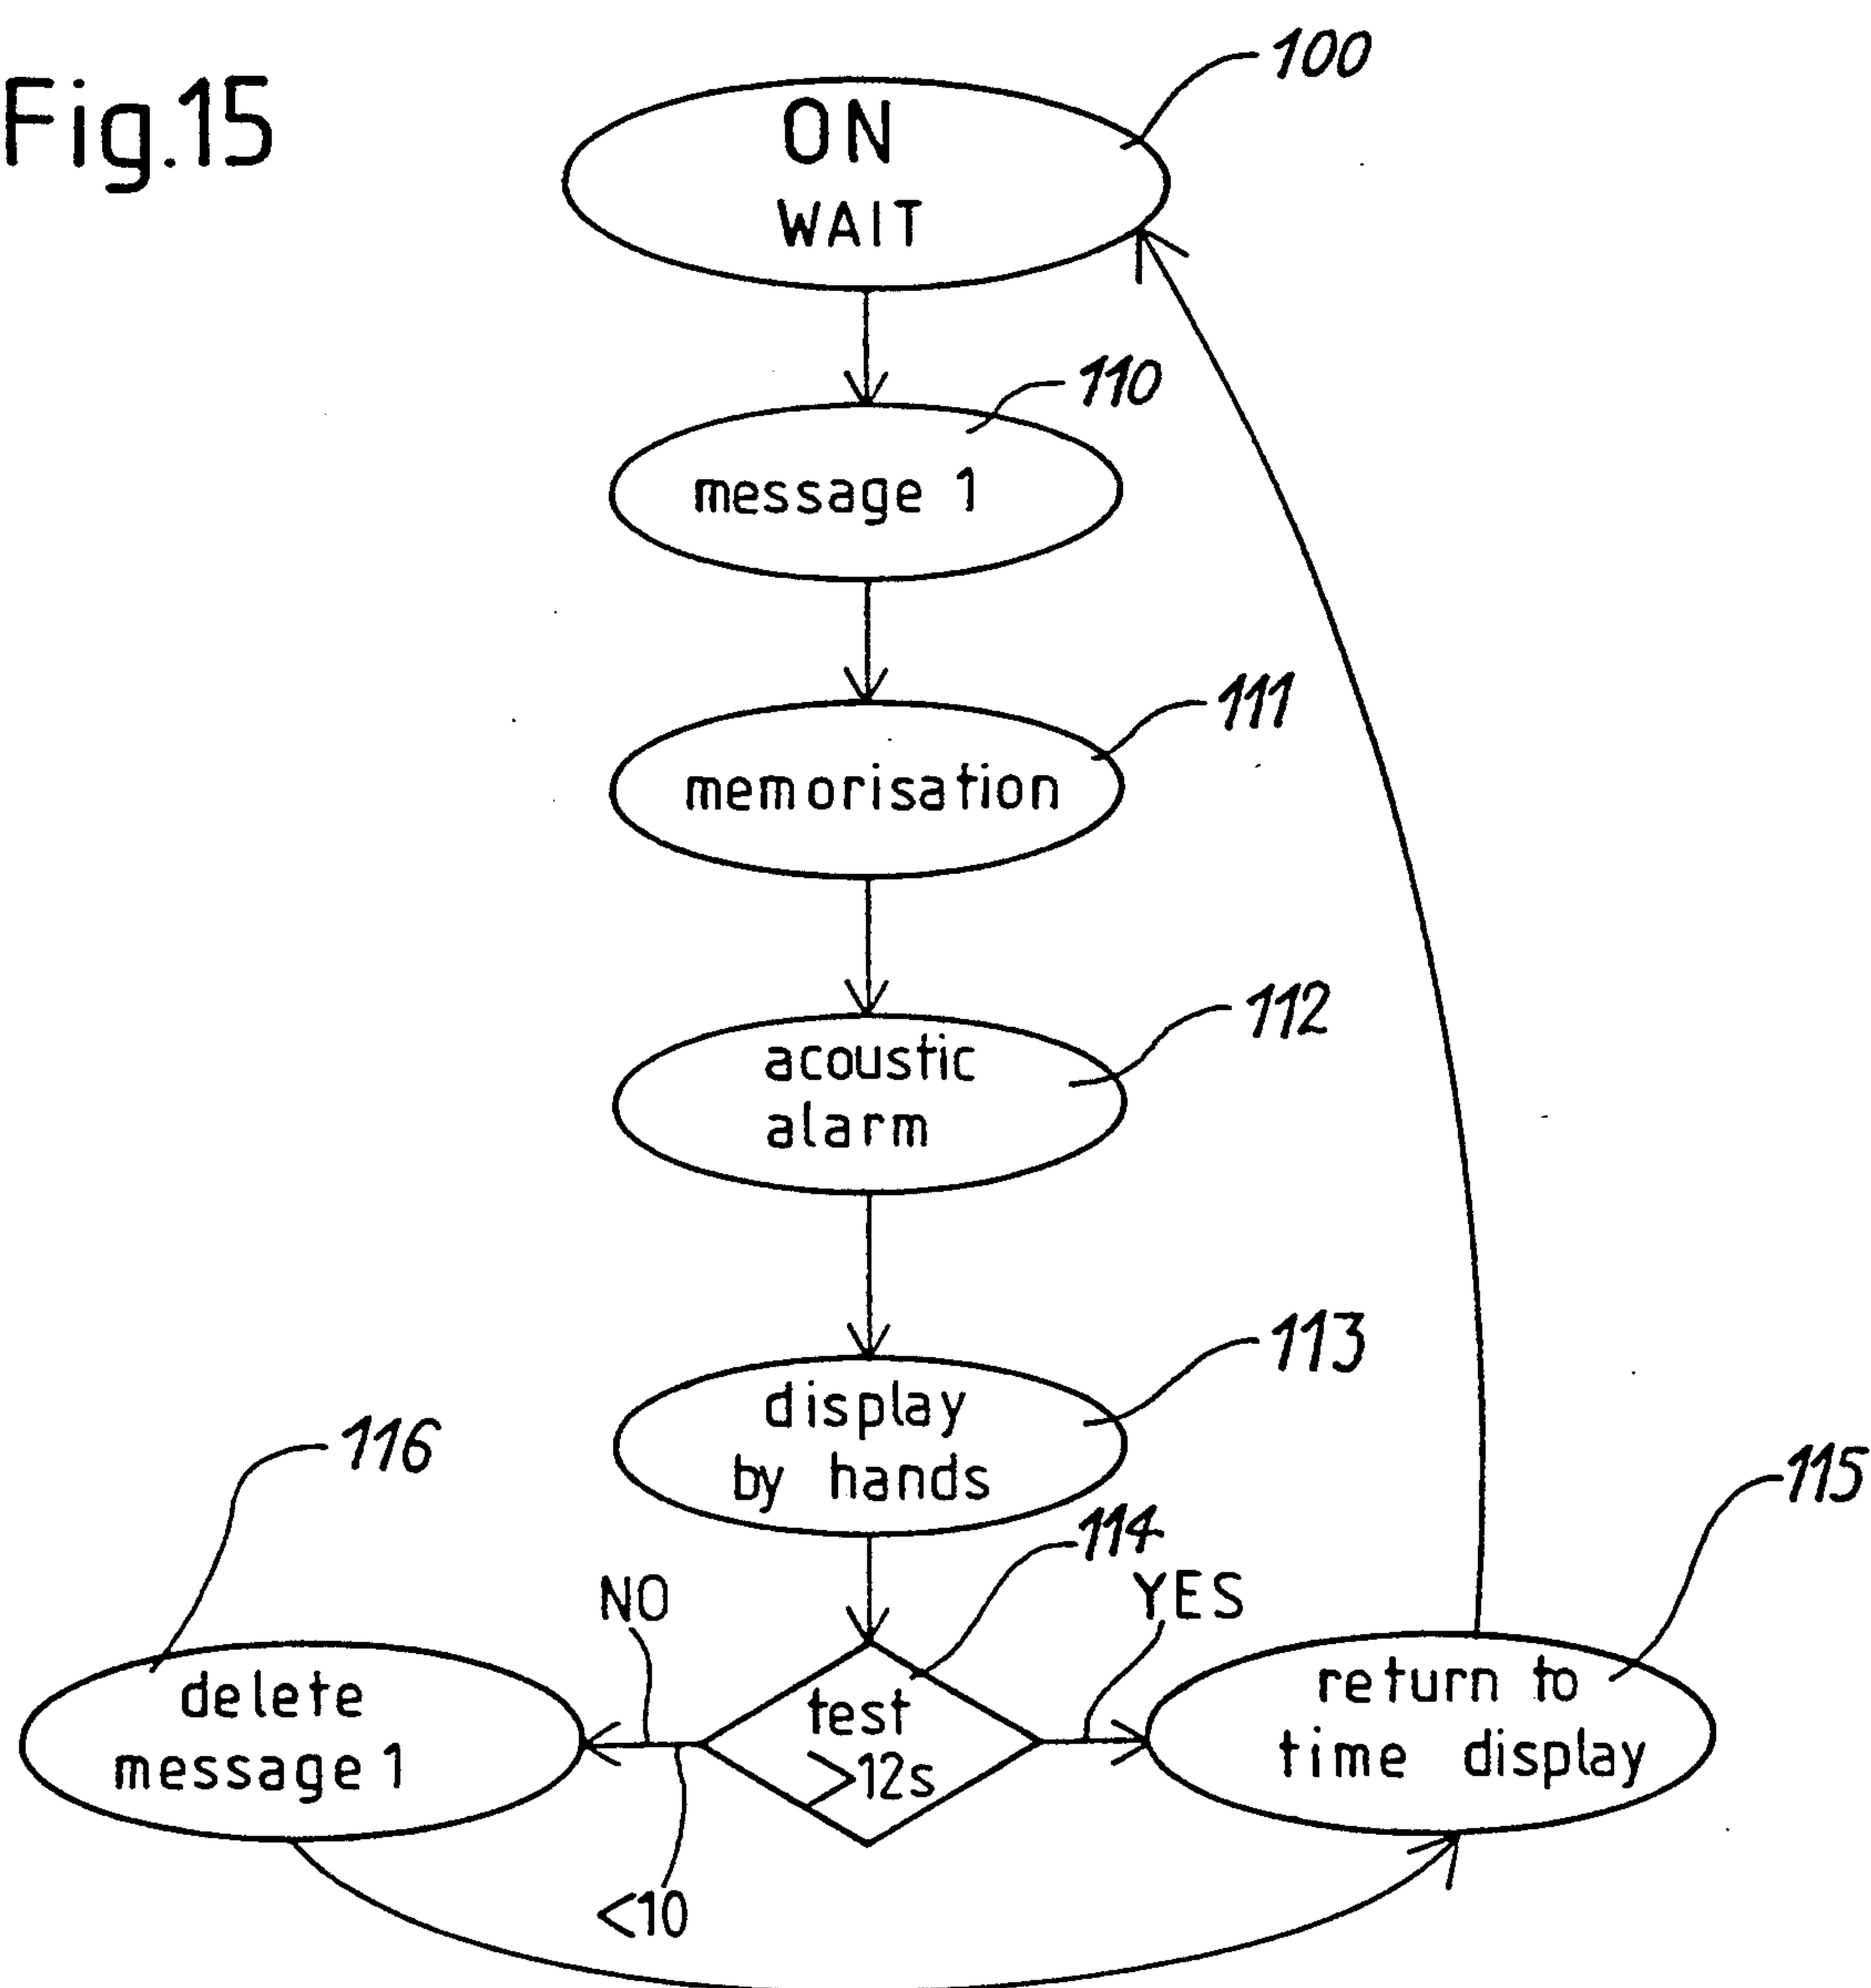 Fig.15
100
ON
WAIT
110
message 1
111
memorisation
112
acoustic
alarm
113
display
by hands
116
114
115
NO
YES
delete
message 1
test
>12s
return to
time display
<10